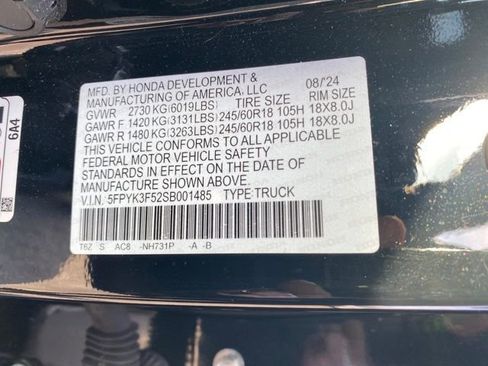 MFD. BY HONDA DEVELOPMENT &
MANUFACTURING OF AMERICA, LLC 08/'24
GVWR 2730 KG(6019LBS) TIRE SIZE RIM SIZE
GAWR F 1420 KG(3131LBS) 245/60R18 105H 18X8.0J
GAWR R 1480 KG(3263LBS) 245/60R18 105H 18X8.0J
THIS VEHICLE CONFORMS TO ALL APPLICABLE
FEDERAL MOTOR VEHICLE SAFETY
STANDARDS IN EFFECT ON THE DATE OF
MANUFACTURE SHOWN ABOVE.
V.I.N. 5FPYK3F52SB001485 TYPE:TRUCK
T6Z S AC8 -NH731P -A -B
6A4